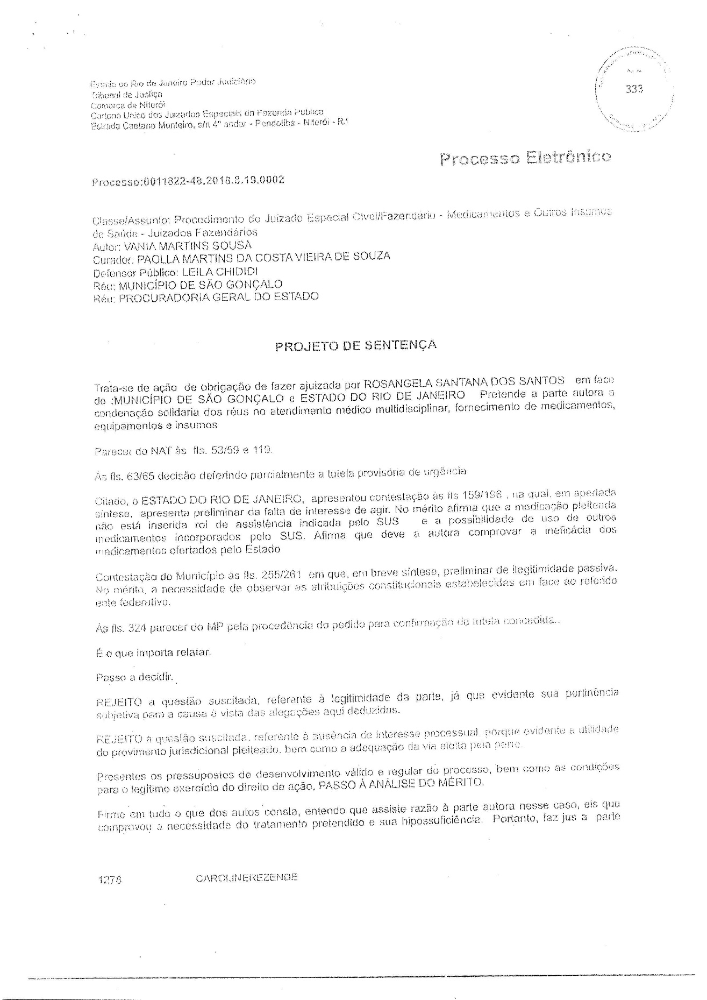 333
Estado do Rio de Janeiro Poder Judiciário
Tribunal de Justiça
Comarca de Niterói
Cartório Único dos Juizados Especiais da Fazenda Pública
Estrada Caetano Monteiro, s/n 4º andar - Pendotiba - Niterói - RJ
Processo Eletrônico
Processo:0011822-48.2018.8.19.0002
Classe/Assunto: Procedimento do Juizado Especial Cível/Fazendário - Medicamentos e Outros Insumos
de Saúde - Juizados Fazendários
Autor: VANIA MARTINS SOUSA
Curador: PAOLLA MARTINS DA COSTA VIEIRA DE SOUZA
Defensor Público: LEILA CHIDIDI
Réu: MUNICÍPIO DE SÃO GONÇALO
Réu: PROCURADORIA GERAL DO ESTADO
PROJETO DE SENTENÇA
Trata-se de ação de obrigação de fazer ajuizada por ROSANGELA SANTANA DOS SANTOS em face
do :MUNICÍPIO DE SÃO GONÇALO e ESTADO DO RIO DE JANEIRO Pretende a parte autora a
condenação solidaria dos réus no atendimento médico multidisciplinar, fornecimento de medicamentos,
equipamentos e insumos
Parecer do NAT às fls. 53/59 e 119.
Às fls. 63/65 decisão deferindo parcialmente a tutela provisória de urgência
Citado, o ESTADO DO RIO DE JANEIRO, apresentou contestação às fls 159/196 , na qual, em apertada
síntese, apresenta preliminar da falta de interesse de agir. No mérito afirma que a medicação pleiteada
não está inserida rol de assistência indicada pelo SUS e a possibilidade de uso de outros
medicamentos incorporados pelo SUS. Afirma que deve a autora comprovar a ineficácia dos
medicamentos ofertados pelo Estado
Contestação do Município às fls. 255/261 em que, em breve síntese, preliminar de ilegitimidade passiva.
No mérito, a necessidade de observar as atribuições constitucionais estabelecidas em face ao referido
ente federativo.
Às fls. 324 parecer do MP pela procedência do pedido para confirmação da tutela concedida..
É o que importa relatar.
Passo a decidir.
REJEITO a questão suscitada, referente à legitimidade da parte, já que evidente sua pertinência
subjetiva para a causa à vista das alegações aqui deduzidas.
REJEITO a questão suscitada, referente à ausência de interesse processual, porque evidente a utilidade
do provimento jurisdicional pleiteado, bem como a adequação da via eleita pela parte.
Presentes os pressupostos de desenvolvimento válido e regular do processo, bem como as condições
para o legítimo exercício do direito de ação, PASSO À ANÁLISE DO MÉRITO.
Firme em tudo o que dos autos consta, entendo que assiste razão à parte autora nesse caso, eis que
comprovou a necessidade do tratamento pretendido e sua hipossuficiência. Portanto, faz jus a parte
1278 CAROLINEREZENDE